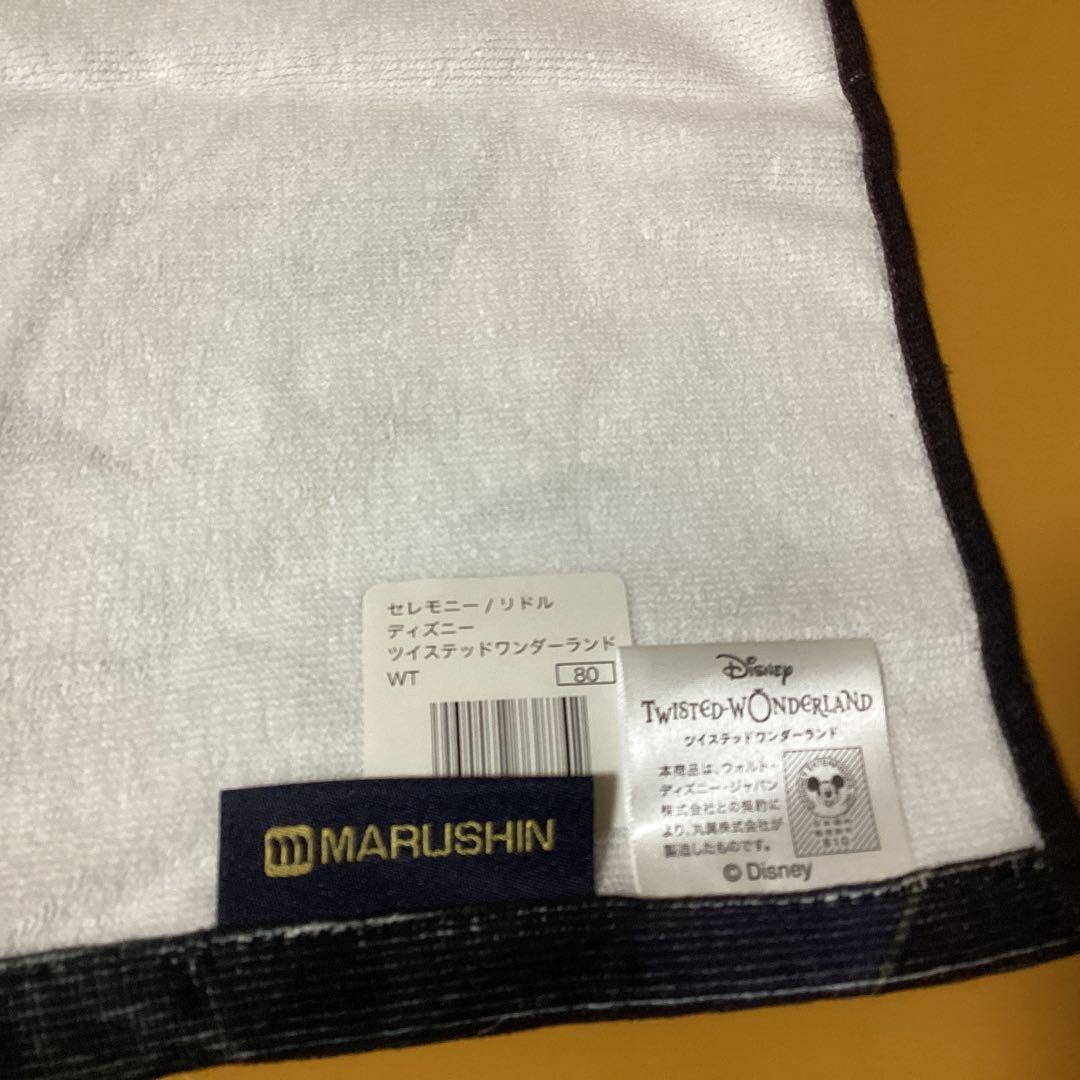 セレモニー / リドル
ディズニー
ツイステッドワンダーランド
WT 80
MARUSHIN
Disney
TWISTED-WONDERLAND
ツイステッドワンダーランド
本商品は、ウォルト・
ディズニー・ジャパン
株式会社との契約に
より、丸眞株式会社が
製造したものです。
© Disney